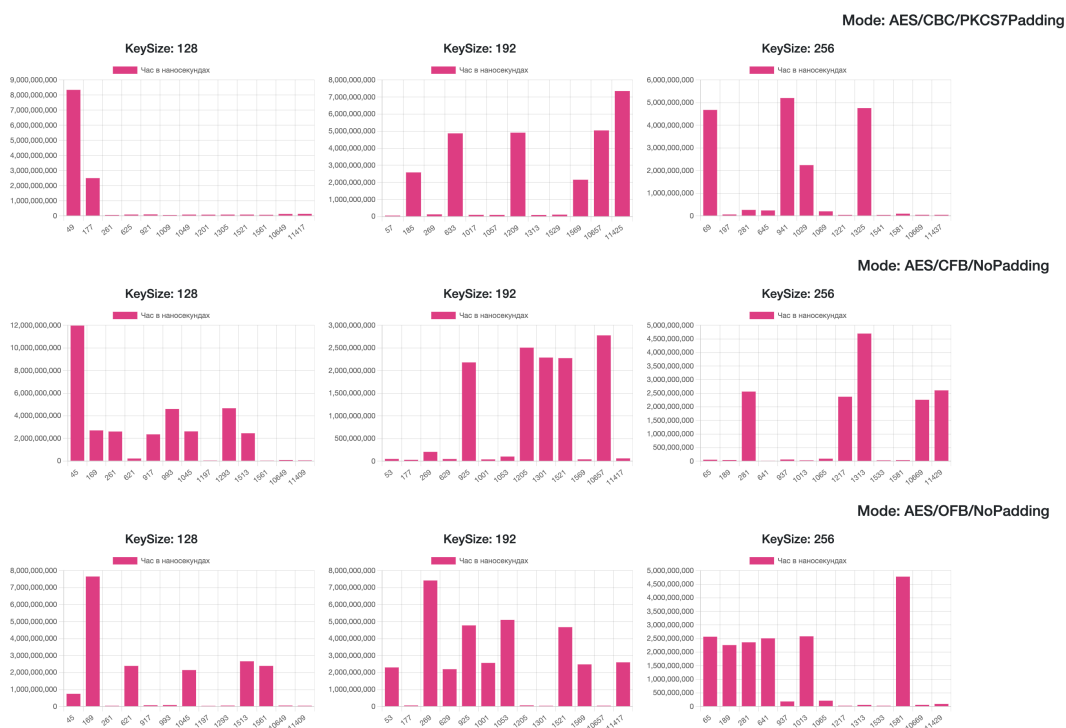 Mode: AES/CBC/PKCS7Padding
KeySize: 128
Час в наносекундах
9,000,000,000
8,000,000,000
7,000,000,000
6,000,000,000
5,000,000,000
4,000,000,000
3,000,000,000
2,000,000,000
1,000,000,000
0
49 177 261 625 921 1009 1049 1201 1305 1521 1561 10649 11417
KeySize: 192
Час в наносекундах
8,000,000,000
7,000,000,000
6,000,000,000
5,000,000,000
4,000,000,000
3,000,000,000
2,000,000,000
1,000,000,000
0
57 185 269 633 1017 1057 1209 1313 1529 1569 10657 11425
KeySize: 256
Час в наносекундах
6,000,000,000
5,000,000,000
4,000,000,000
3,000,000,000
2,000,000,000
1,000,000,000
0
69 197 281 645 941 1029 1069 1221 1325 1541 1581 10669 11437
Mode: AES/CFB/NoPadding
KeySize: 128
Час в наносекундах
12,000,000,000
10,000,000,000
8,000,000,000
6,000,000,000
4,000,000,000
2,000,000,000
0
45 169 261 621 917 993 1045 1197 1293 1513 1561 10649 11409
KeySize: 192
Час в наносекундах
3,000,000,000
2,500,000,000
2,000,000,000
1,500,000,000
1,000,000,000
500,000,000
0
53 177 269 629 925 1001 1053 1205 1301 1521 1569 10657 11417
KeySize: 256
Час в наносекундах
5,000,000,000
4,500,000,000
4,000,000,000
3,500,000,000
3,000,000,000
2,500,000,000
2,000,000,000
1,500,000,000
1,000,000,000
500,000,000
0
65 189 281 641 937 1013 1065 1217 1313 1533 1581 10669 11429
Mode: AES/OFB/NoPadding
KeySize: 128
Час в наносекундах
8,000,000,000
7,000,000,000
6,000,000,000
5,000,000,000
4,000,000,000
3,000,000,000
2,000,000,000
1,000,000,000
0
45 169 261 621 917 993 1045 1197 1293 1513 1561 10649 11409
KeySize: 192
Час в наносекундах
8,000,000,000
7,000,000,000
6,000,000,000
5,000,000,000
4,000,000,000
3,000,000,000
2,000,000,000
1,000,000,000
0
53 177 269 629 925 1001 1053 1205 1301 1521 1569 10657 11417
KeySize: 256
Час в наносекундах
5,000,000,000
4,500,000,000
4,000,000,000
3,500,000,000
3,000,000,000
2,500,000,000
2,000,000,000
1,500,000,000
1,000,000,000
500,000,000
0
65 189 281 641 937 1013 1065 1217 1313 1533 1581 10669 11429